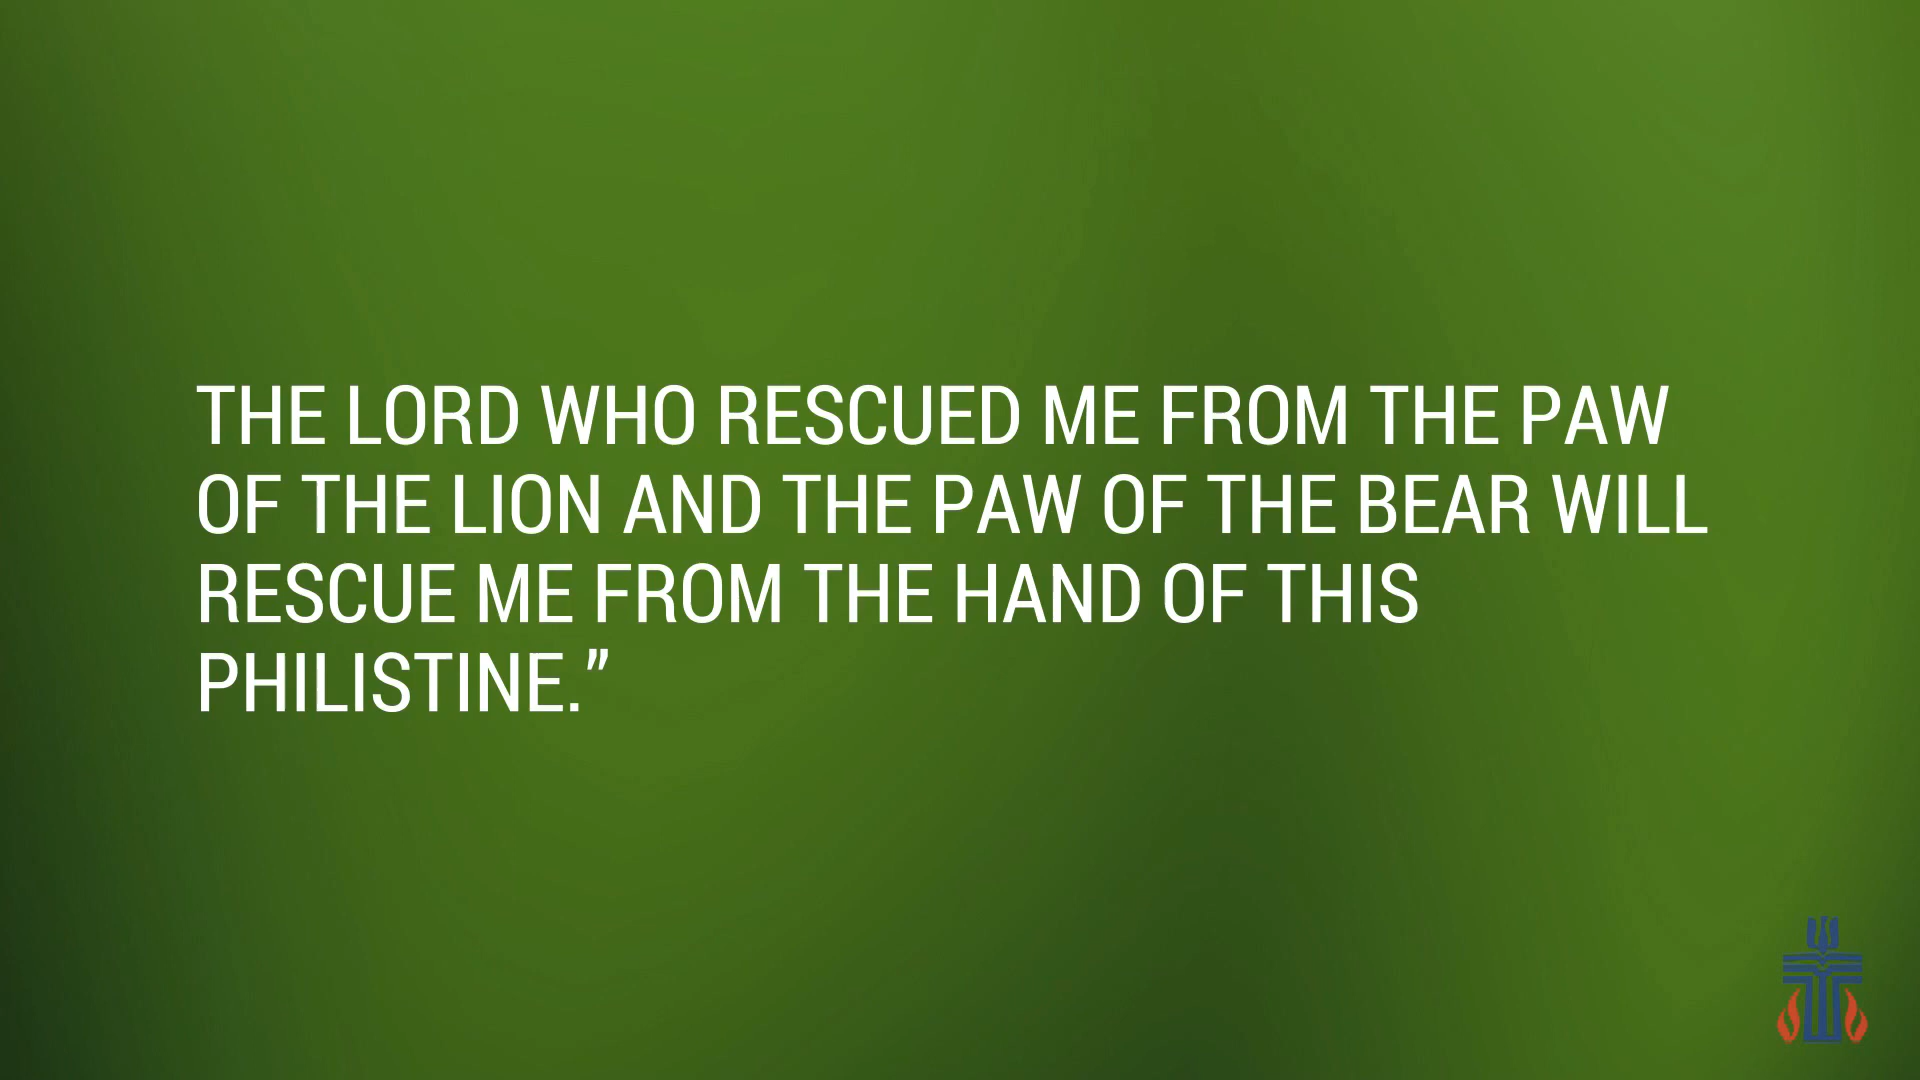 THE LORD WHO RESCUED ME FROM THE PAW
OF THE LION AND THE PAW OF THE BEAR WILL
RESCUE ME FROM THE HAND OF THIS
PHILISTINE.”